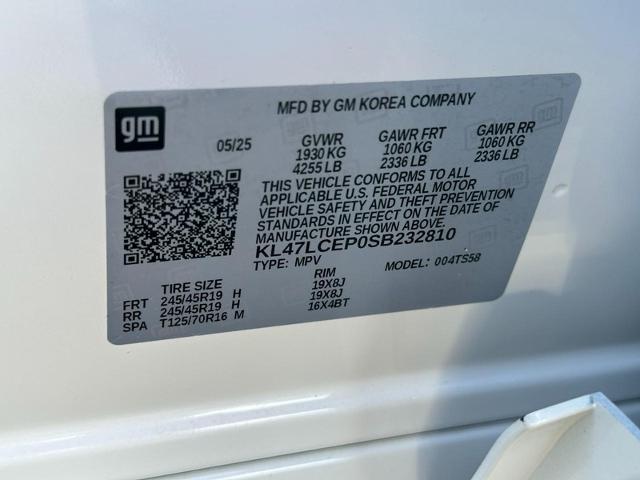 MFD BY GM KOREA COMPANY
gm
05/25 GVWR GAWR FRT GAWR RR
1930 KG 1060 KG 1060 KG
4255 LB 2336 LB 2336 LB
THIS VEHICLE CONFORMS TO ALL
APPLICABLE U.S. FEDERAL MOTOR
VEHICLE SAFETY AND THEFT PREVENTION
STANDARDS IN EFFECT ON THE DATE OF
MANUFACTURE SHOWN ABOVE.
KL47LCEP0SB232810
TYPE: MPV MODEL: 004TS58
TIRE SIZE RIM
FRT 245/45R19 H 19X8J
RR 245/45R19 H 19X8J
SPA T125/70R16 M 16X4BT